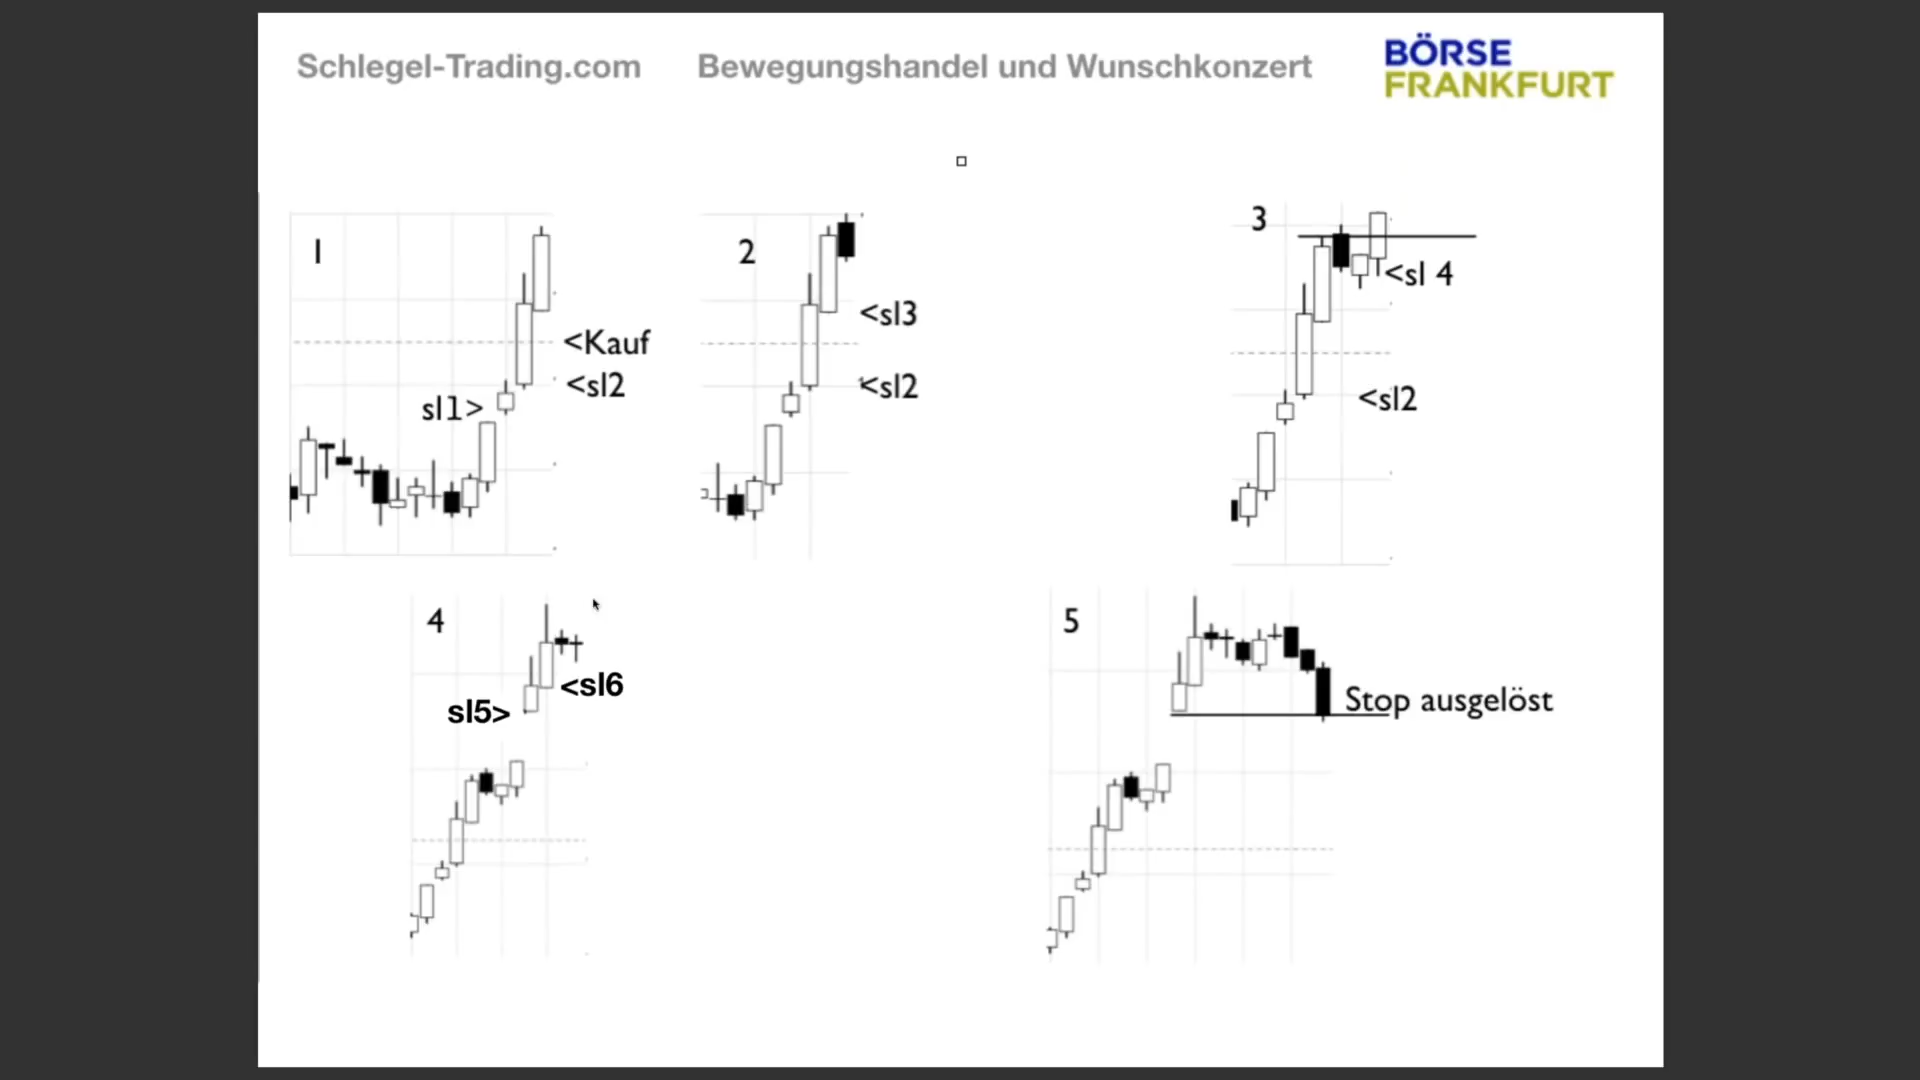 Schlegel-Trading.com
Bewegungshandel und Wunschkonzert
BÖRSE
FRANKFURT
1
<Kauf
<sl2
sl1>
2
<sl3
<sl2
3
<sl 4
<sl2
4
<sl6
sl5>
5
Stop ausgelöst